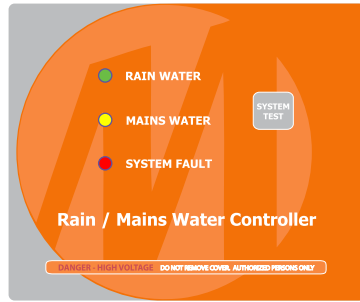 RAIN WATER
MAINS WATER
SYSTEM
TEST
SYSTEM FAULT
Rain / Mains Water Controller
DANGER - HIGH VOLTAGE DO NOT REMOVE COVER. AUTHORIZED PERSONS ONLY